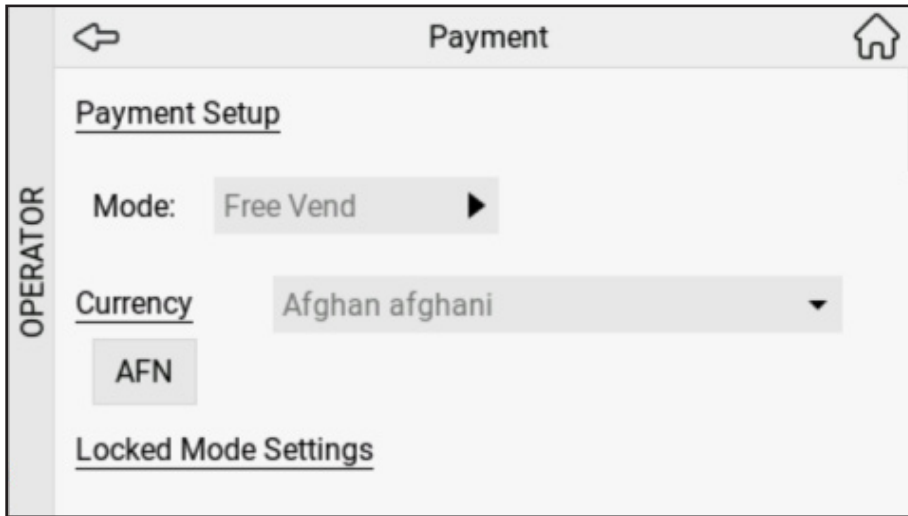 Payment
OPERATOR
Payment Setup
Mode: Free Vend
Currency Afghan afghani
AFN
Locked Mode Settings